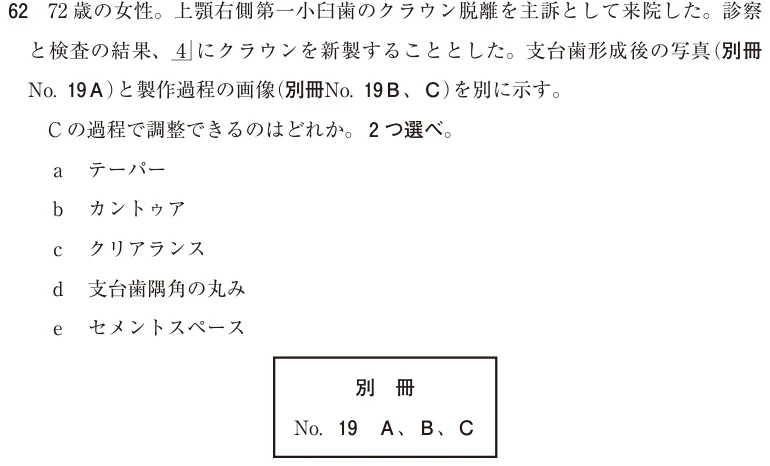 62 72歳の女性。上顎右側第一小臼歯のクラウン脱離を主訴として来院した。診察
と検査の結果、4┘にクラウンを新製することとした。支台歯形成後の写真(別冊
No. 19A)と製作過程の画像(別冊No. 19B、C)を別に示す。
Cの過程で調整できるのはどれか。2つ選べ。
a テーパー
b カントゥア
c クリアランス
d 支台歯隅角の丸み
e セメントスペース
別 冊
No. 19 A、B、C